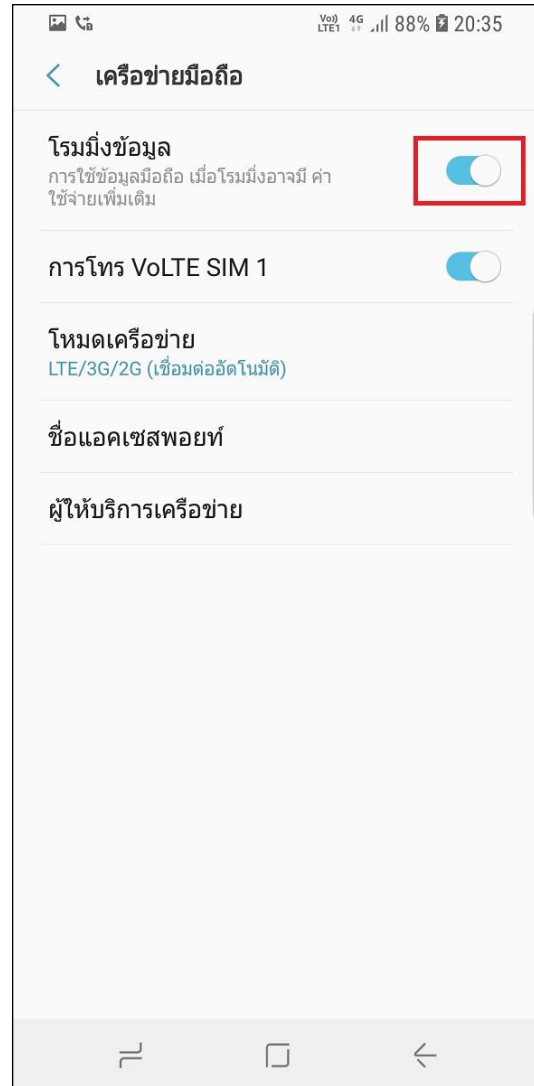 VoLTE1 4G 88% 20:35
เครือข่ายมือถือ
โรมมิ่งข้อมูล
การใช้ข้อมูลมือถือ เมื่อโรมมิ่งอาจมี ค่า
ใช้จ่ายเพิ่มเติม
การโทร VoLTE SIM 1
โหมดเครือข่าย
LTE/3G/2G (เชื่อมต่ออัตโนมัติ)
ชื่อแอคเซสพอยท์
ผู้ให้บริการเครือข่าย